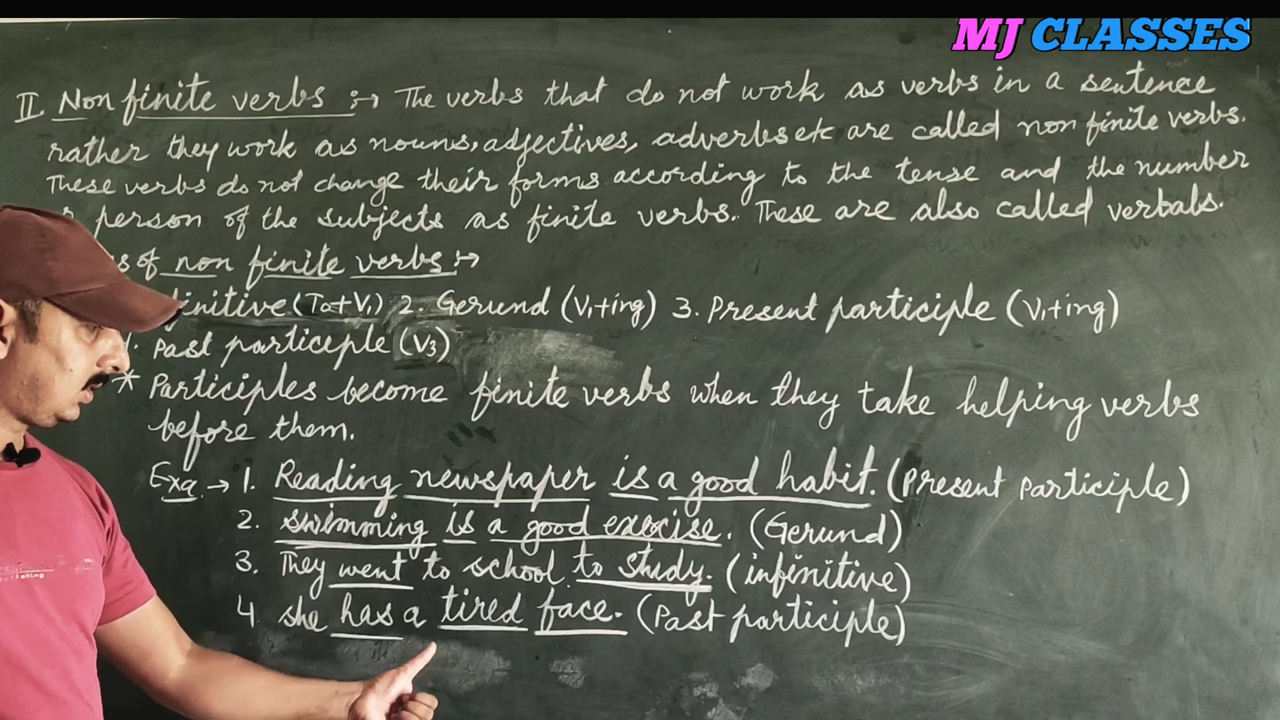 MJ CLASSES
II. Non finite verbs :→ The verbs that do not work as verbs in a sentence
rather they work as nouns, adjectives, adverbs etc are called non finite verbs.
These verbs do not change their forms according to the tense and the number
person of the subjects as finite verbs. These are also called verbals.
of non finite verbs :→
finitive (To+V1) 2. Gerund (V1+ing) 3. Present participle (V1+ing)
Past participle (V3)
* Participles become finite verbs when they take helping verbs
before them.
Exa → 1. Reading newspaper is a good habit. (Present participle)
2. swimming is a good exercise. (Gerund)
3. They went to school to study. (infinitive)
4 she has a tired face. (Past participle)